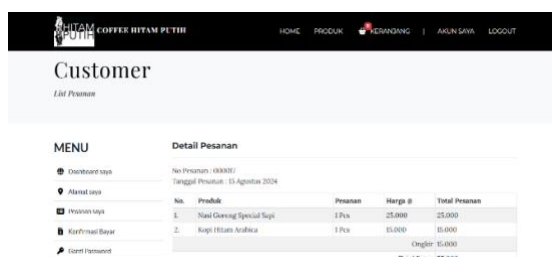 HITAM
&PUTIH COFFEE HITAM PUTIH HOME PRODUK KERANJANG | AKUN SAYA LOGOUT
Customer
List Pesanan
MENU
Dashboard saya
Alamat saya
Pesanan saya
Konfirmasi Bayar
Ganti Password
Detail Pesanan
No Pesanan :
Tanggal Pesanan : 15 Agustus 2024
No. Produk Pesanan Harga @ Total Pesanan
1. Nasi Goreng Special Sapi 1 Pcs 25.000 25.000
2. Kopi Hitam Arabica 1 Pcs 15.000 15.000
Ongkir 15.000